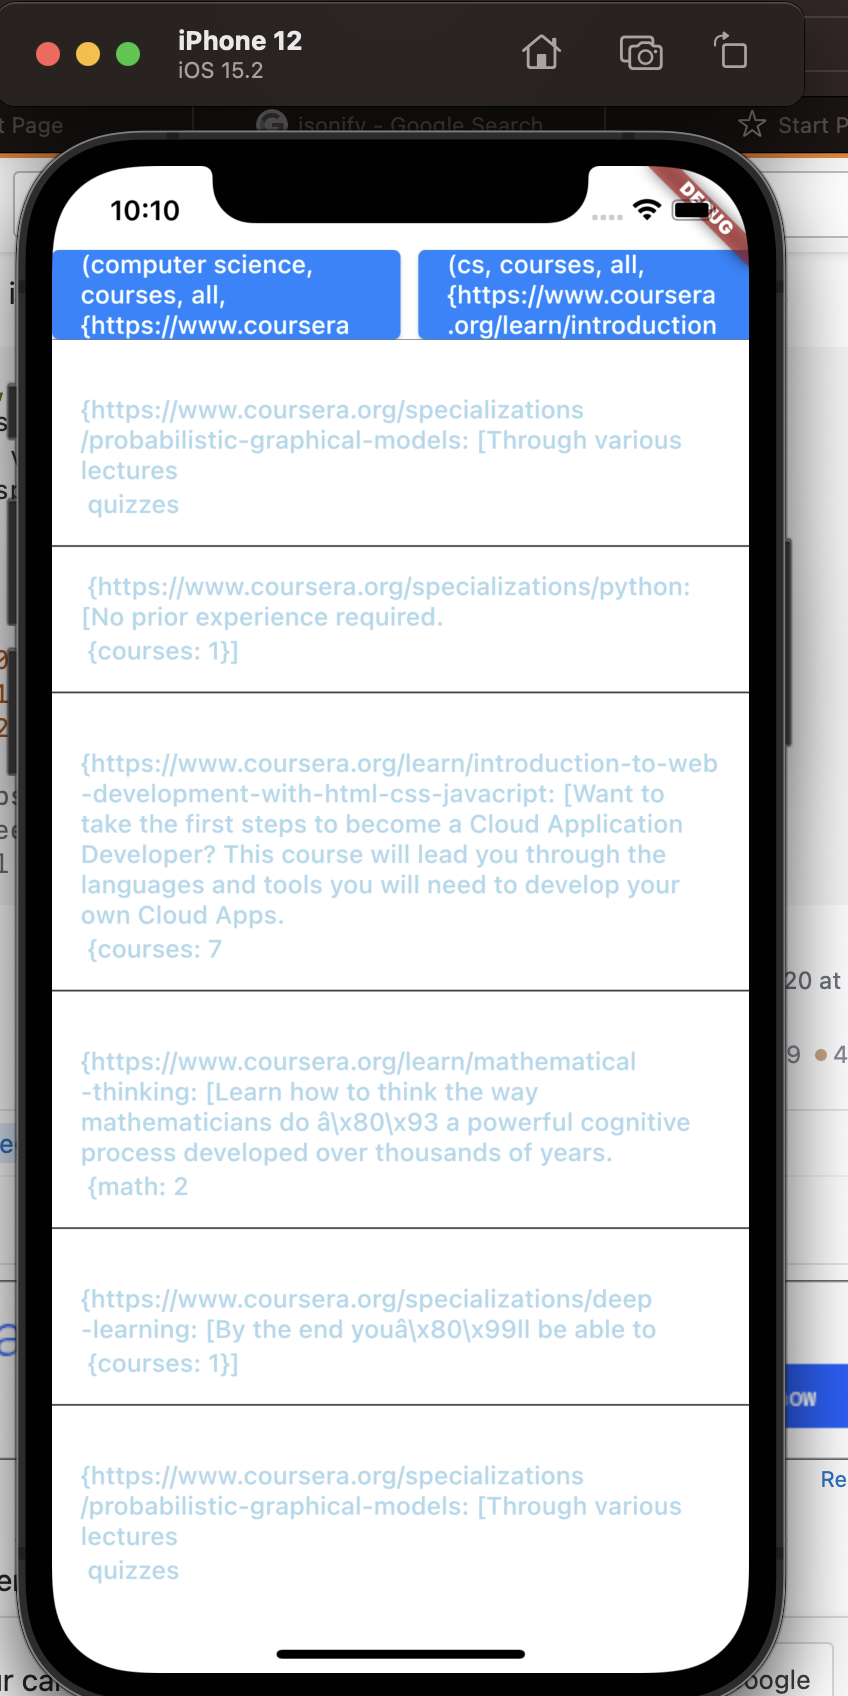 iPhone 12
iOS 15.2
t Page
jsonify - Google Search
Start P
10:10
DEBUG
(computer science,
courses, all,
{https://www.coursera
(cs, courses, all,
{https://www.coursera
.org/learn/introduction
{https://www.coursera.org/specializations
/probabilistic-graphical-models: [Through various
lectures
quizzes
{https://www.coursera.org/specializations/python:
[No prior experience required.
{courses: 1}]
{https://www.coursera.org/learn/introduction-to-web
-development-with-html-css-javacript: [Want to
take the first steps to become a Cloud Application
Developer? This course will lead you through the
languages and tools you will need to develop your
own Cloud Apps.
{courses: 7
20 at
9 ● 4
{https://www.coursera.org/learn/mathematical
-thinking: [Learn how to think the way
mathematicians do â\x80\x93 a powerful cognitive
process developed over thousands of years.
{math: 2
{https://www.coursera.org/specializations/deep
-learning: [By the end youâ\x80\x99ll be able to
{courses: 1}]
now
{https://www.coursera.org/specializations
/probabilistic-graphical-models: [Through various
lectures
quizzes
Re
ur ca
oogle